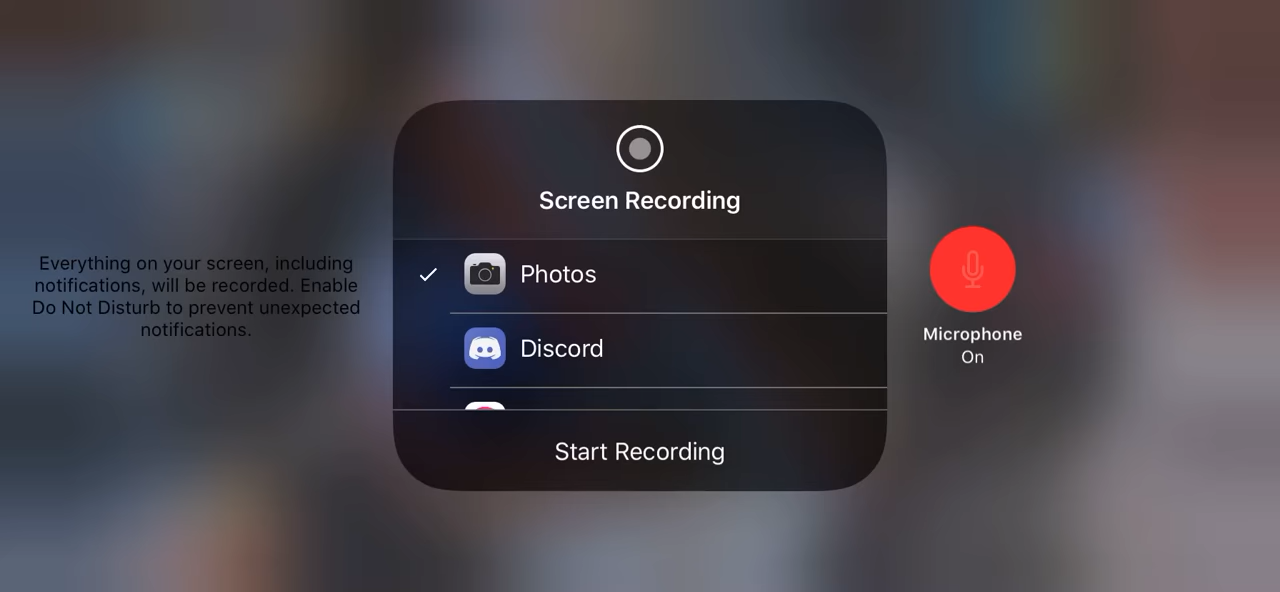 Everything on your screen, including
notifications, will be recorded. Enable
Do Not Disturb to prevent unexpected
notifications.
Screen Recording
Photos
Discord
Start Recording
Microphone
On